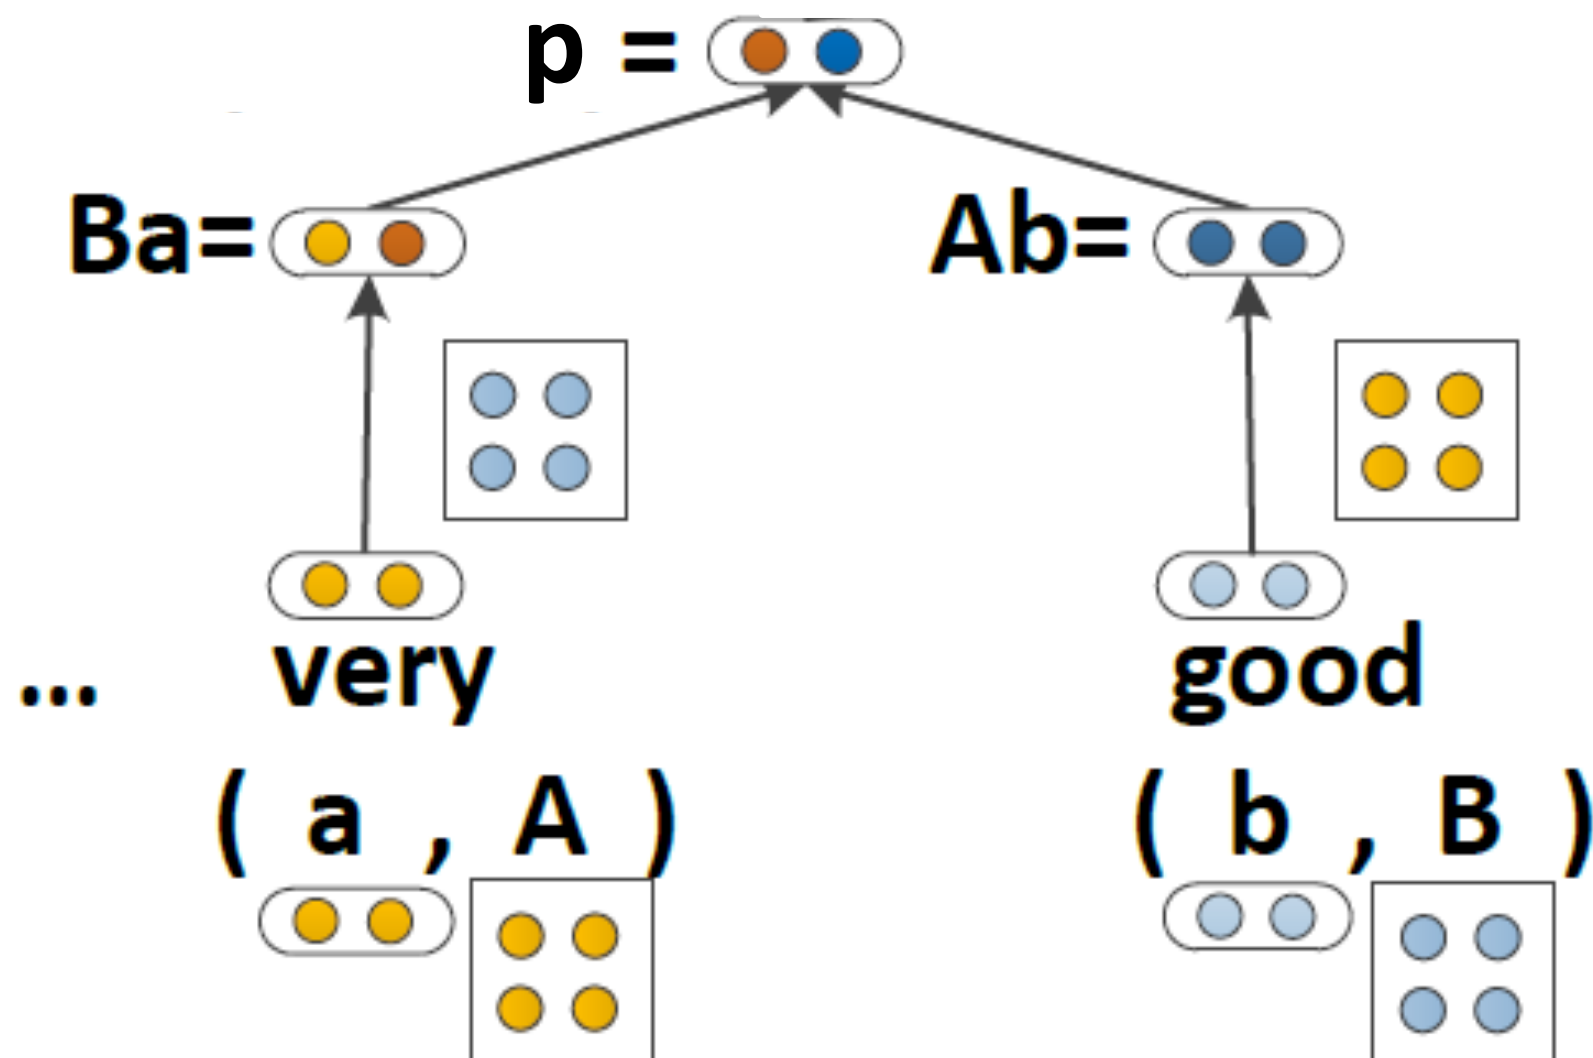 p =
Ba= Ab=
... very good
( a , A ) ( b , B )